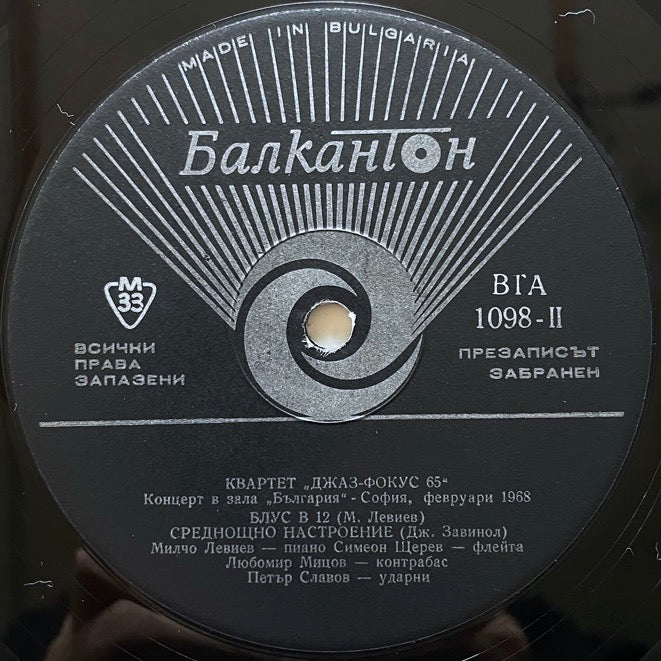 MADE IN BULGARIA
Балкантон
М
33
ВСИЧКИ
ПРАВА
ЗАПАЗЕНИ
ВГА
1098-II
ПРЕЗАПИСЪТ
ЗАБРАНЕН
КВАРТЕТ „ДЖАЗ-ФОКУС 65“
Концерт в зала „България“ - София, февруари 1968
БЛУС В 12 (М. Левиев)
СРЕДНОЩНО НАСТРОЕНИЕ (Дж. Завинол)
Милчо Левиев — пиано Симеон Щерев — флейта
Любомир Мицов — контрабас
Петър Славов — ударни